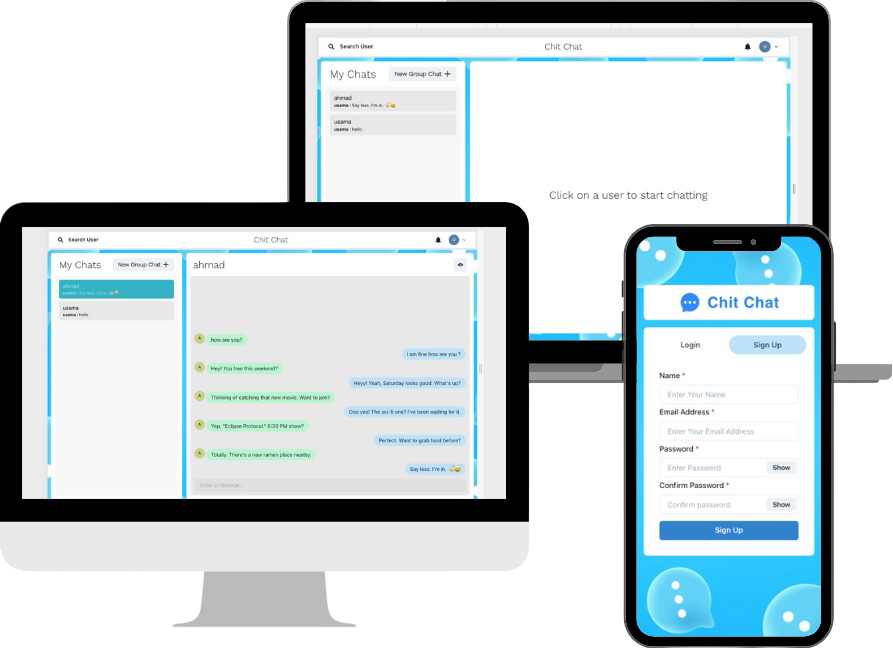 Search User
Chit Chat
U
My Chats
New Group Chat +
ahmad
usama : Say less. I'm in. 🍜😄
usama
usama : hello
Click on a user to start chatting
Search User
Chit Chat
U
My Chats
New Group Chat +
ahmad
usama : Say less. I'm in. 🍜😄
usama
usama : hello
ahmad
A how are you?
I am fine how are you ?
A Hey! You free this weekend?
Heyy! Yeah, Saturday looks good. What's up?
A Thinking of catching that new movie. Want to join?
Ooo yes! The sci-fi one? I've been waiting for it.
A Yep, "Eclipse Protocol." 6:30 PM show?
Perfect. Want to grab food before?
A Totally. There's a new ramen place nearby.
Say less. I'm in. 🍜😄
Enter a message..
Chit Chat
Login
Sign Up
Name *
Enter Your Name
Email Address *
Enter Your Email Address
Password *
Enter Password
Show
Confirm Password *
Confirm password
Show
Sign Up